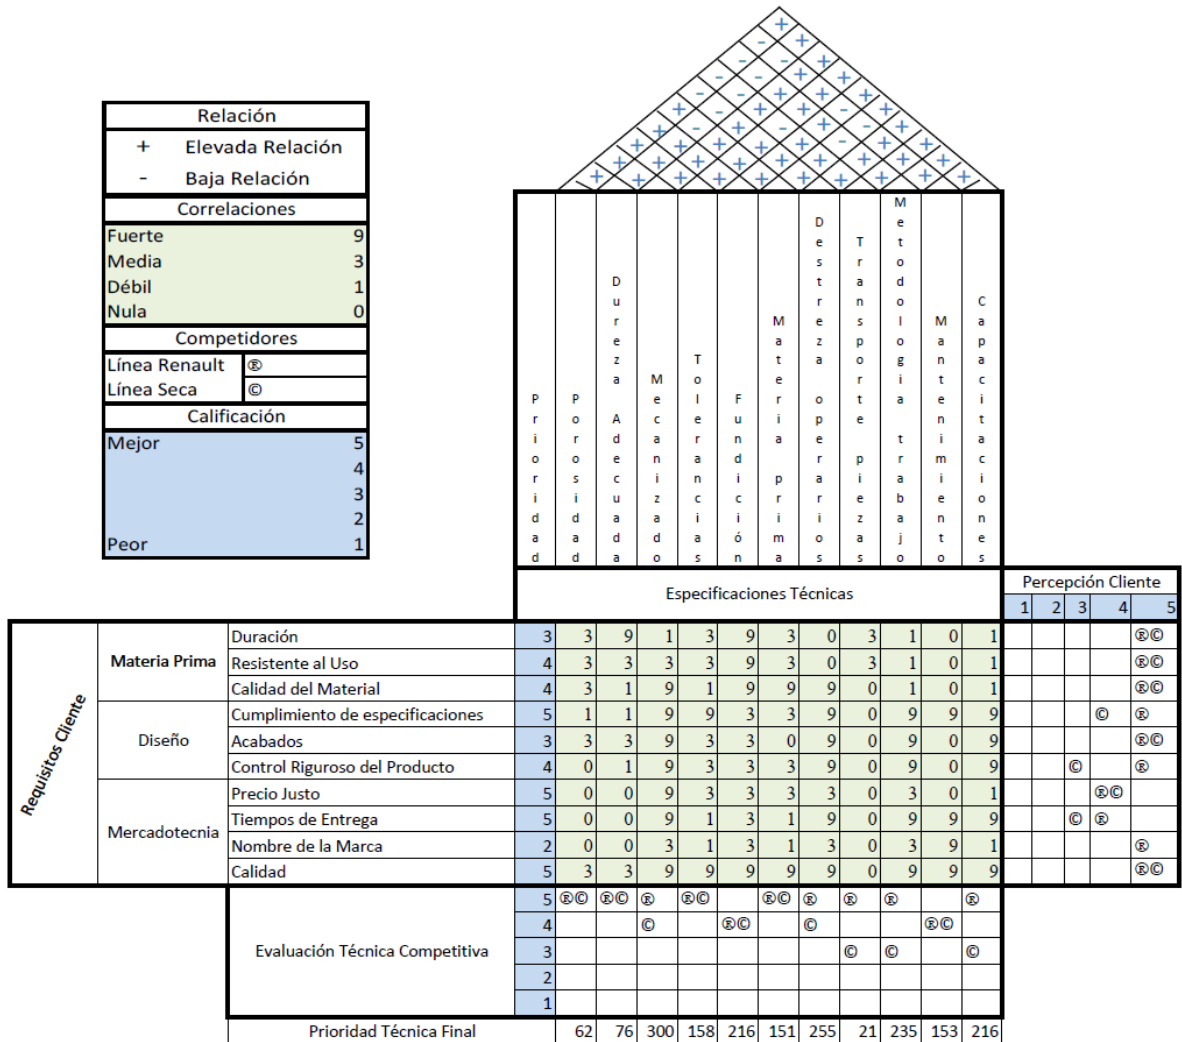 Relación
+ Elevada Relación
- Baja Relación
Correlaciones
Fuerte 9
Media 3
Débil 1
Nula 0
Competidores
Línea Renault ®
Línea Seca ©
Calificación
Mejor 5
4
3
2
Peor 1
Prioridad
Porosidad
Dureza Adecuada
Mecanizado
Tolerancias
Fundición
Materia prima
Destreza operarios
Transporte piezas
Metodologia trabajo
Mantenimiento
Capacitaciones
Especificaciones Técnicas
Percepción Cliente
1 2 3 4 5
Requisitos Cliente
Materia Prima
Duración 3 3 9 1 3 9 3 0 3 1 0 1 ®©
Resistente al Uso 4 3 3 3 3 9 3 0 3 1 0 1 ®©
Calidad del Material 4 3 1 9 1 9 9 9 0 1 0 1 ®©
Diseño
Cumplimiento de especificaciones 5 1 1 9 9 3 3 9 0 9 9 9 © ®
Acabados 3 3 3 9 3 3 0 9 0 9 0 9 ®©
Control Riguroso del Producto 4 0 1 9 3 3 3 9 0 9 0 9 © ®
Mercadotecnia
Precio Justo 5 0 0 9 3 3 3 3 0 3 0 1 ®©
Tiempos de Entrega 5 0 0 9 1 3 1 9 0 9 9 9 © ®
Nombre de la Marca 2 0 0 3 1 3 1 3 0 3 9 1 ®
Calidad 5 3 3 9 9 9 9 9 0 9 9 9 ®©
Evaluación Técnica Competitiva
5 ®© ®© ® ®© ®© ® ® ® ®
4 © ®© © ®©
3 © © ©
2
1
Prioridad Técnica Final 62 76 300 158 216 151 255 21 235 153 216